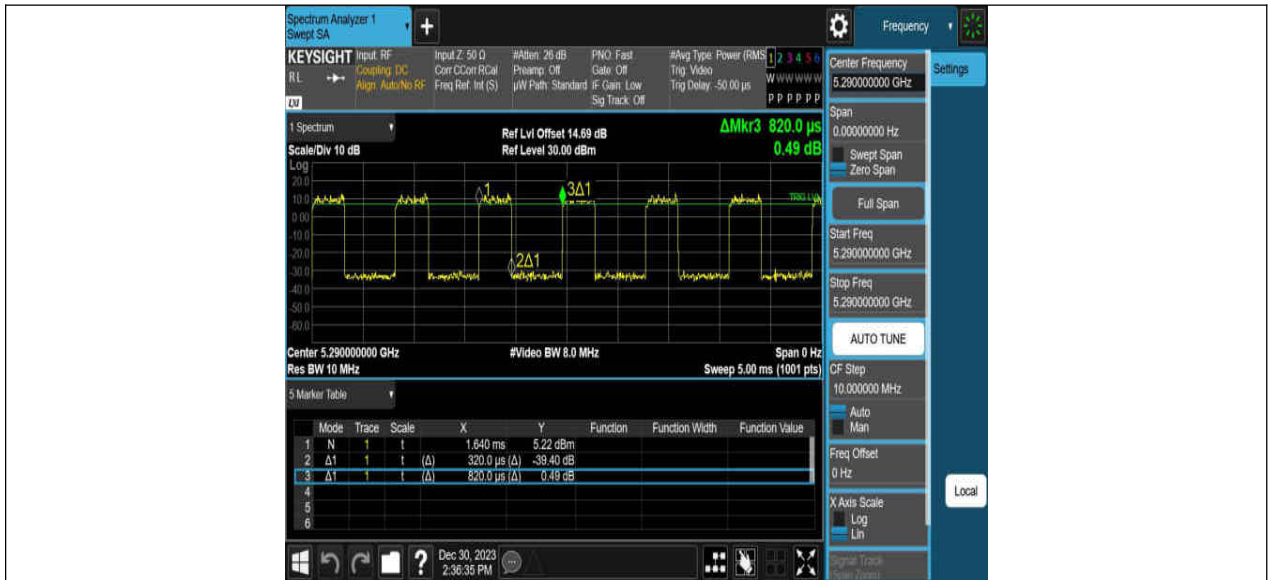 Spectrum Analyzer 1
Swept SA
+
Frequency
KEYSIGHT
RL
LXI
Input: RF
Coupling: DC
Align: Auto/No RF
Input Z: 50 Ω
Corr CCorr RCal
Freq Ref: Int (S)
#Atten: 26 dB
Preamp: Off
µW Path: Standard
PNO: Fast
Gate: Off
IF Gain: Low
Sig Track: Off
#Avg Type: Power (RMS
Trig: Video
Trig Delay: -50.00 µs
1 2 3 4 5 6
W W W W W W
P P P P P P
1 Spectrum
Scale/Div 10 dB
Ref Lvl Offset 14.69 dB
Ref Level 30.00 dBm
ΔMkr3 820.0 µs
0.49 dB
Log
20.0
10.0
0.00
-10.0
-20.0
-30.0
-40.0
-50.0
-60.0
1
2Δ1
3Δ1
Center 5.290000000 GHz
Res BW 10 MHz
#Video BW 8.0 MHz
Span 0 Hz
Sweep 5.00 ms (1001 pts)
5 Marker Table
Mode Trace Scale X Y Function Function Width Function Value
1 N 1 t 1.640 ms 5.22 dBm
2 Δ1 1 t (Δ) 320.0 µs (Δ) -39.40 dB
3 Δ1 1 t (Δ) 820.0 µs (Δ) 0.49 dB
4
5
6
?
Dec 30, 2023
2:36:35 PM
Center Frequency
5.290000000 GHz
Settings
Span
0.00000000 Hz
Swept Span
Zero Span
Full Span
Start Freq
5.290000000 GHz
Stop Freq
5.290000000 GHz
AUTO TUNE
CF Step
10.000000 MHz
Auto
Man
Freq Offset
0 Hz
X Axis Scale
Log
Lin
Signal Track
(Span Zoom)
Local